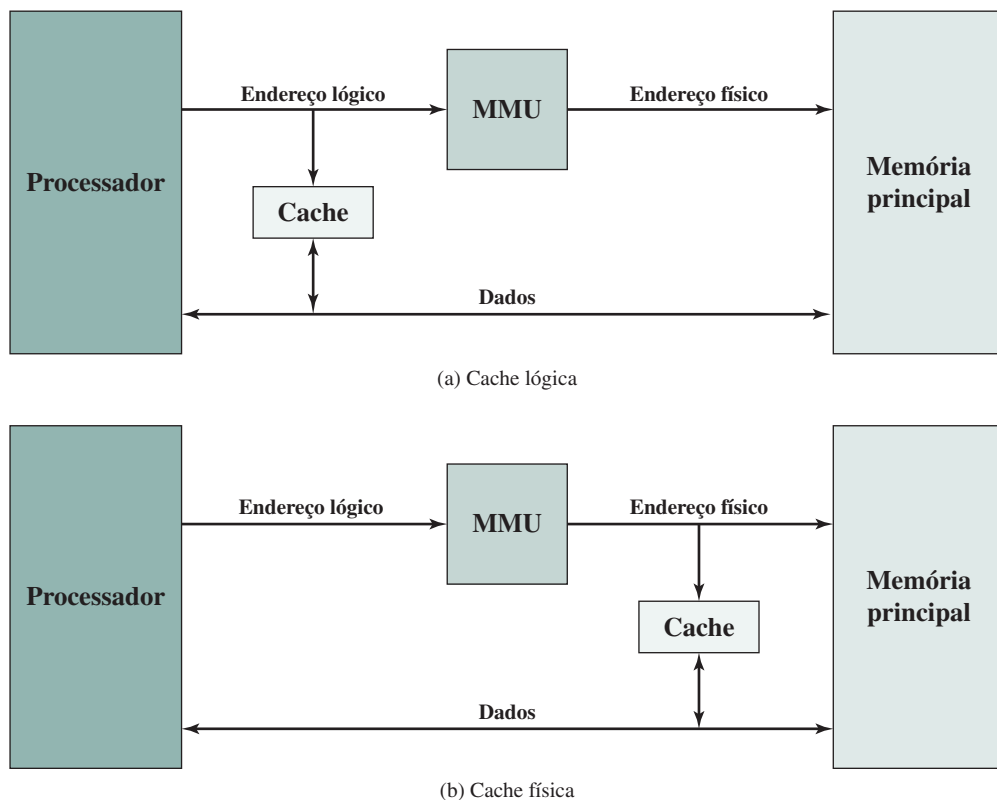 Processador
Endereço lógico
MMU
Endereço físico
Memória
principal
Cache
Dados
(a) Cache lógica
Processador
Endereço lógico
MMU
Endereço físico
Memória
principal
Cache
Dados
(b) Cache física